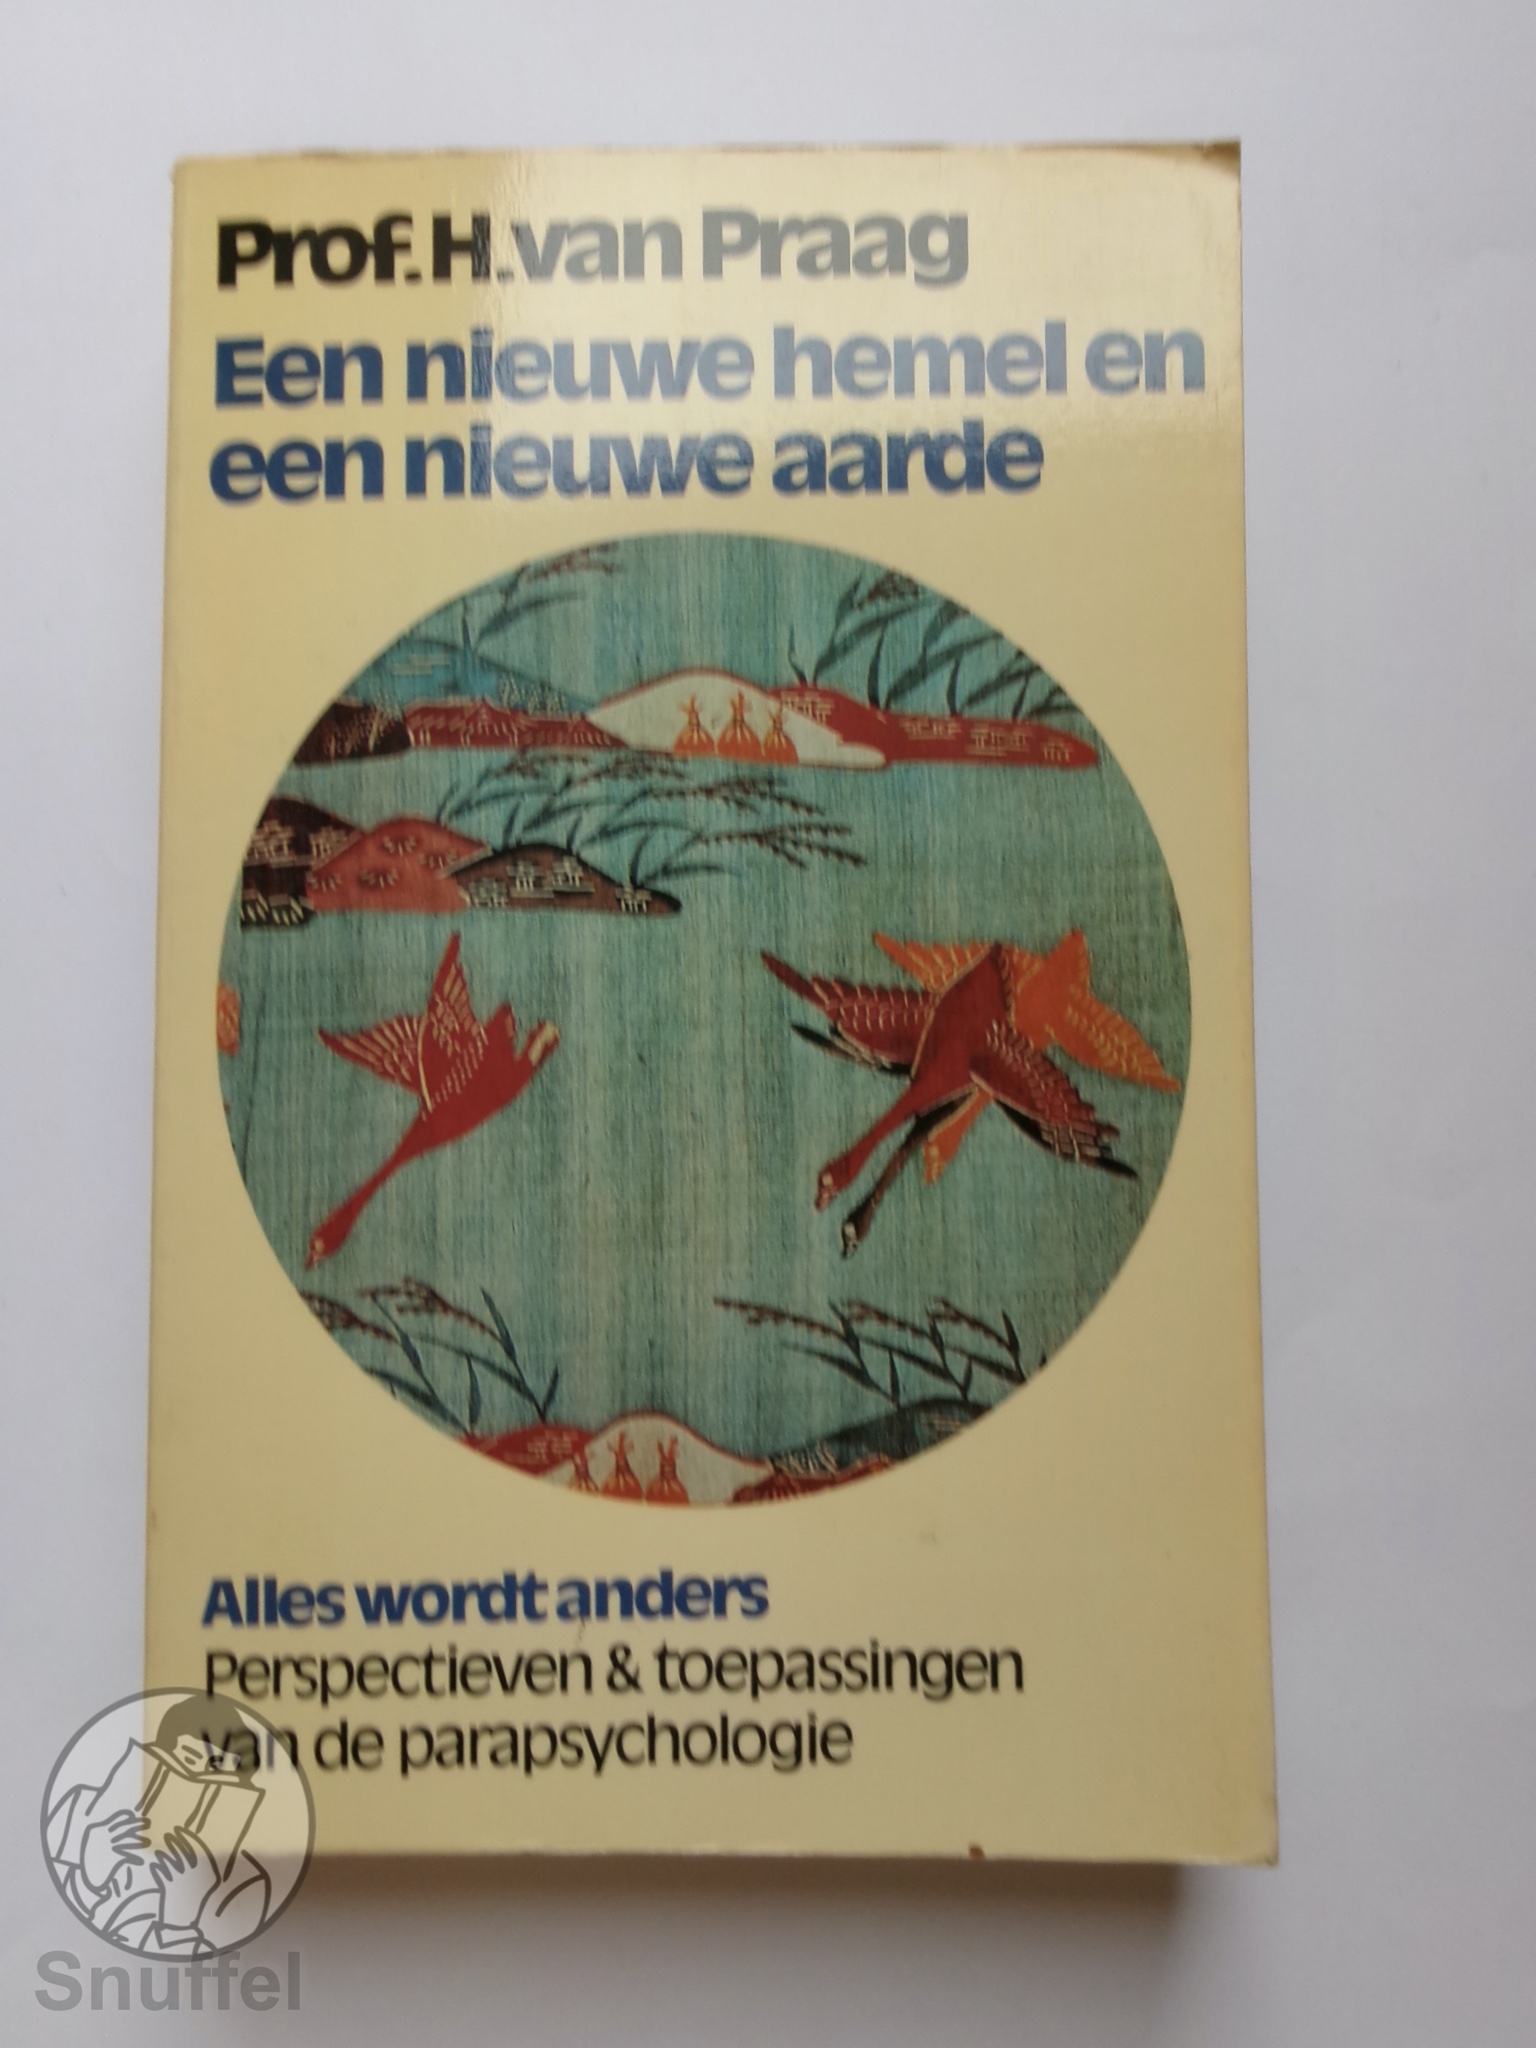 Prof. H. van Praag
Een nieuwe hemel en
een nieuwe aarde
Alles wordt anders
Perspectieven & toepassingen
van de parapsychologie
Snuffel